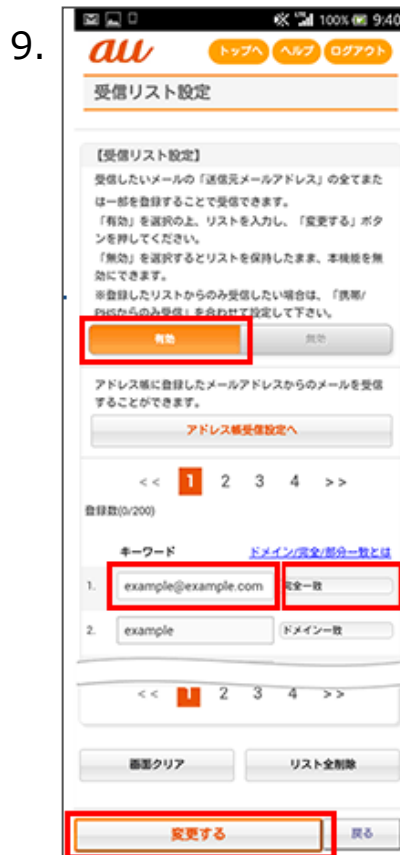 9.
100% 9:40
au
トップへ ヘルプ ログアウト
受信リスト設定
【受信リスト設定】
受信したいメールの「送信元メールアドレス」の全てまた
は一部を登録することで受信できます。
「有効」を選択の上、リストを入力し、「変更する」ボタ
ンを押してください。
「無効」を選択するとリストを保持したまま、本機能を無
効にできます。
※登録したリストからのみ受信したい場合は、「携帯/
PHSからのみ受信」を合わせて設定して下さい。
有効 無効
アドレス帳に登録したメールアドレスからのメールを受信
することができます。
アドレス帳受信設定へ
<< 1 2 3 4 >>
登録数(0/200)
キーワード ドメイン/完全/部分一致とは
1. example@example.com 完全一致
2. example ドメイン一致
<< 1 2 3 4 >>
画面クリア リスト全削除
変更する 戻る